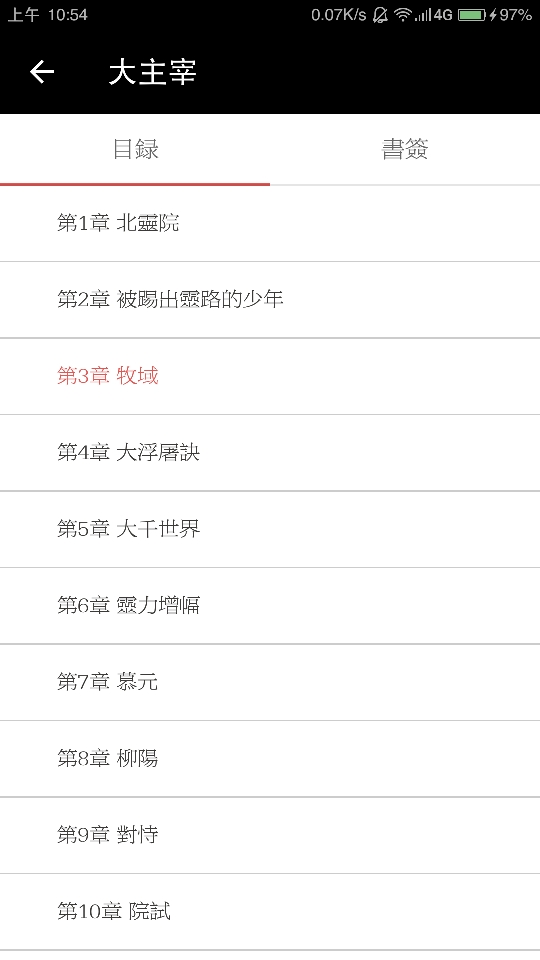 上午 10:54 0.07K/s 4G 97%
大主宰
目録 書簽
第1章 北靈院
第2章 被踢出靈路的少年
第3章 牧域
第4章 大浮屠訣
第5章 大千世界
第6章 靈力增幅
第7章 慕元
第8章 柳陽
第9章 對恃
第10章 院試